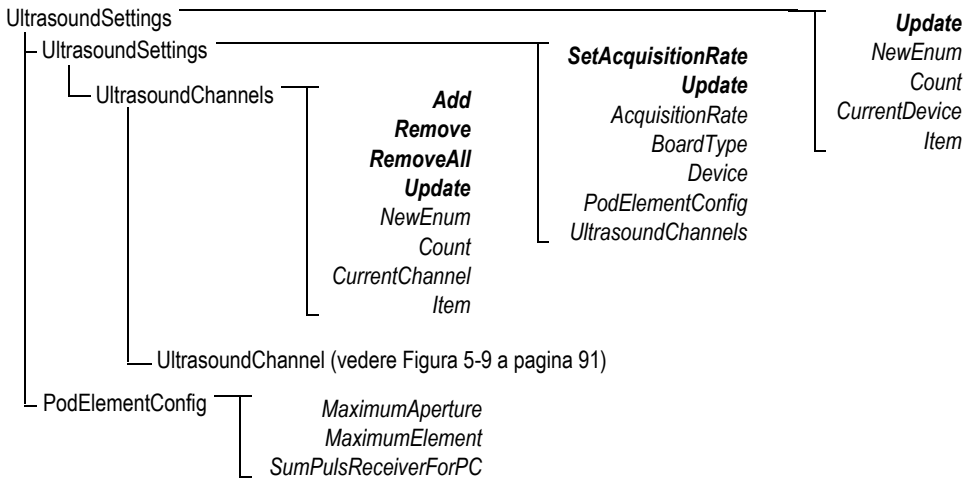 UltrasoundSettings
Update
NewEnum
Count
CurrentDevice
Item
UltrasoundSettings
SetAcquisitionRate
Update
AcquisitionRate
BoardType
Device
PodElementConfig
UltrasoundChannels
UltrasoundChannels
Add
Remove
RemoveAll
Update
NewEnum
Count
CurrentChannel
Item
UltrasoundChannel (vedere Figura 5-9 a pagina 91)
PodElementConfig
MaximumAperture
MaximumElement
SumPulsReceiverForPC